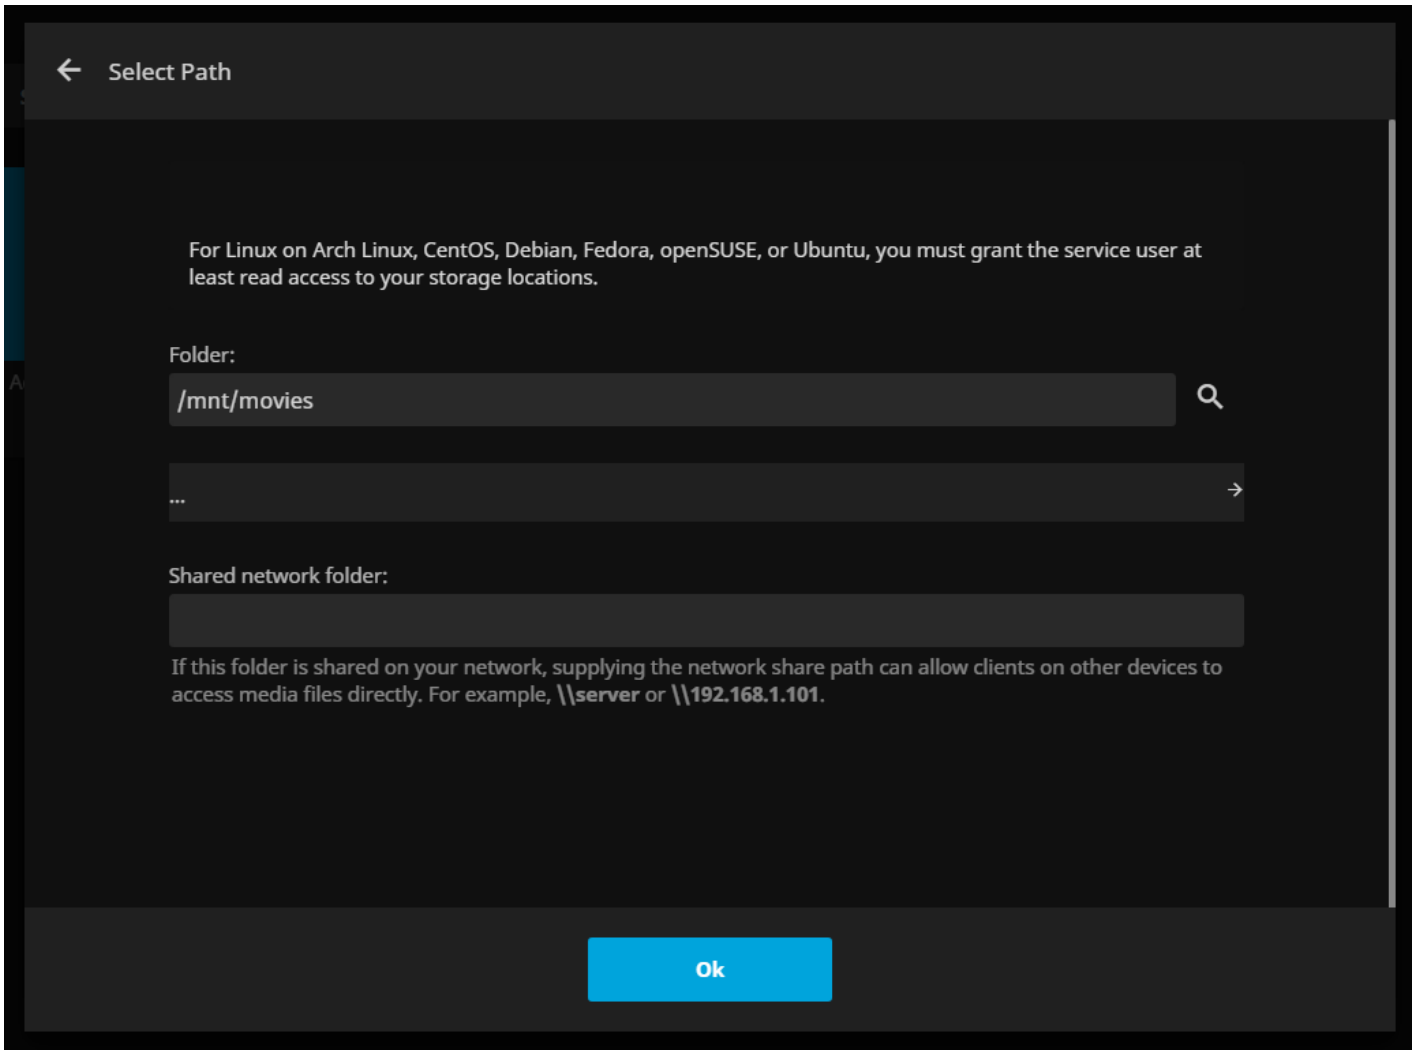 Select Path
For Linux on Arch Linux, CentOS, Debian, Fedora, openSUSE, or Ubuntu, you must grant the service user at
least read access to your storage locations.
Folder:
/mnt/movies
...
Shared network folder:
If this folder is shared on your network, supplying the network share path can allow clients on other devices to
access media files directly. For example, \\server or \\192.168.1.101.
Ok